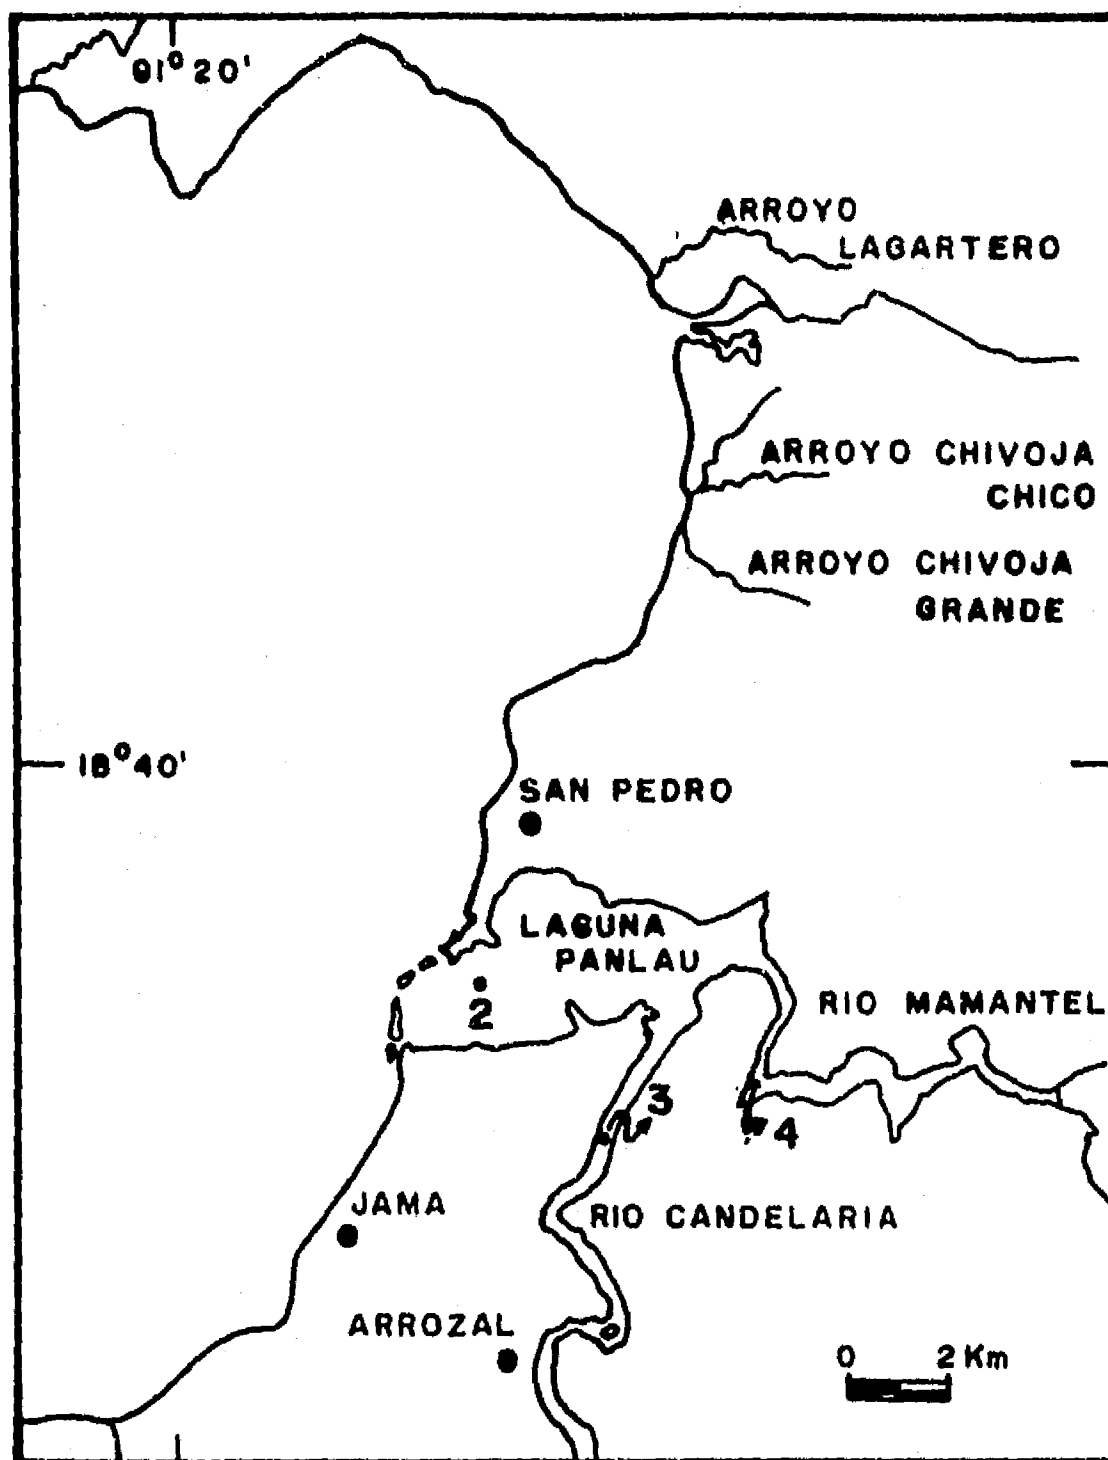 91° 20'
ARROYO
LAGARTERO
ARROYO CHIVOJA
CHICO
ARROYO CHIVOJA
GRANDE
18° 40'
SAN PEDRO
LAGUNA
PANLAU
2
RIO MAMANTEL
3
4
JAMA
RIO CANDELARIA
ARROZAL
0 2 Km